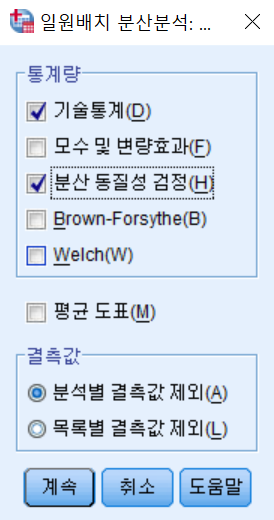 일원배치 분산분석: ...
통계량
기술통계(D)
모수 및 변량효과(F)
분산 동질성 검정(H)
Brown-Forsythe(B)
Welch(W)
평균 도표(M)
결측값
분석별 결측값 제외(A)
목록별 결측값 제외(L)
계속 취소 도움말